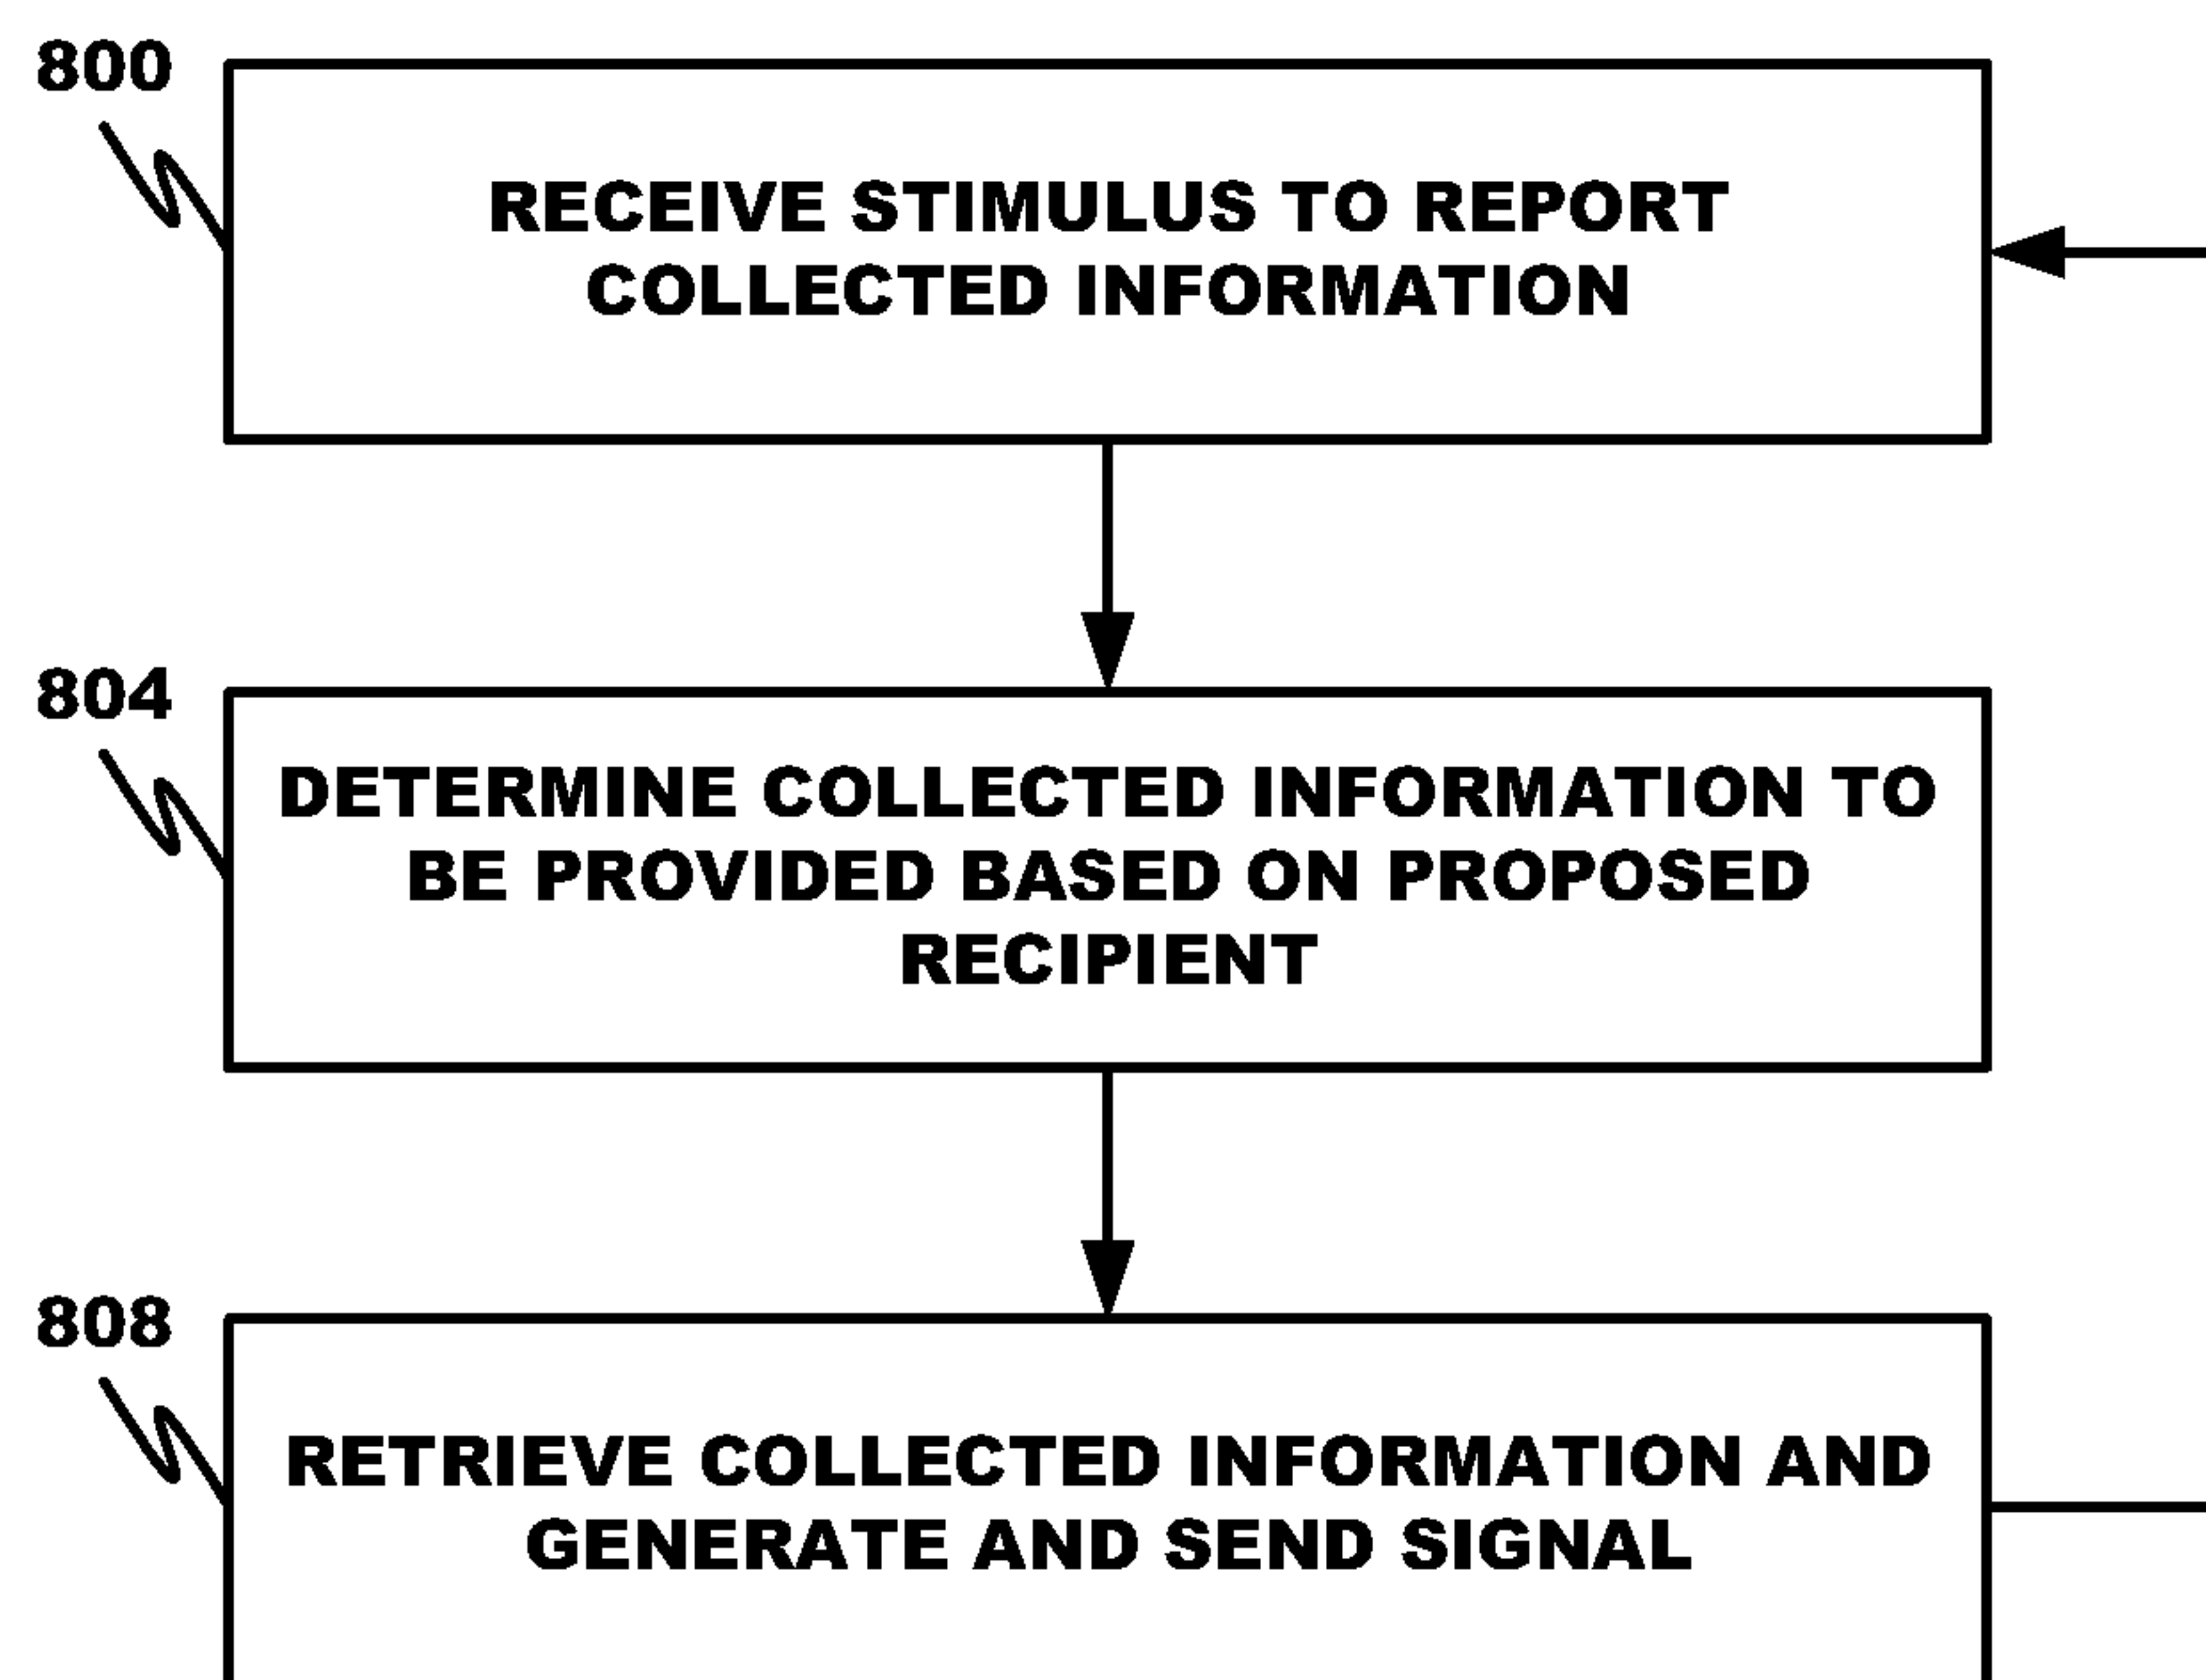 800
RECEIVE STIMULUS TO REPORT
COLLECTED INFORMATION
804
DETERMINE COLLECTED INFORMATION TO
BE PROVIDED BASED ON PROPOSED
RECIPIENT
808
RETRIEVE COLLECTED INFORMATION AND
GENERATE AND SEND SIGNAL